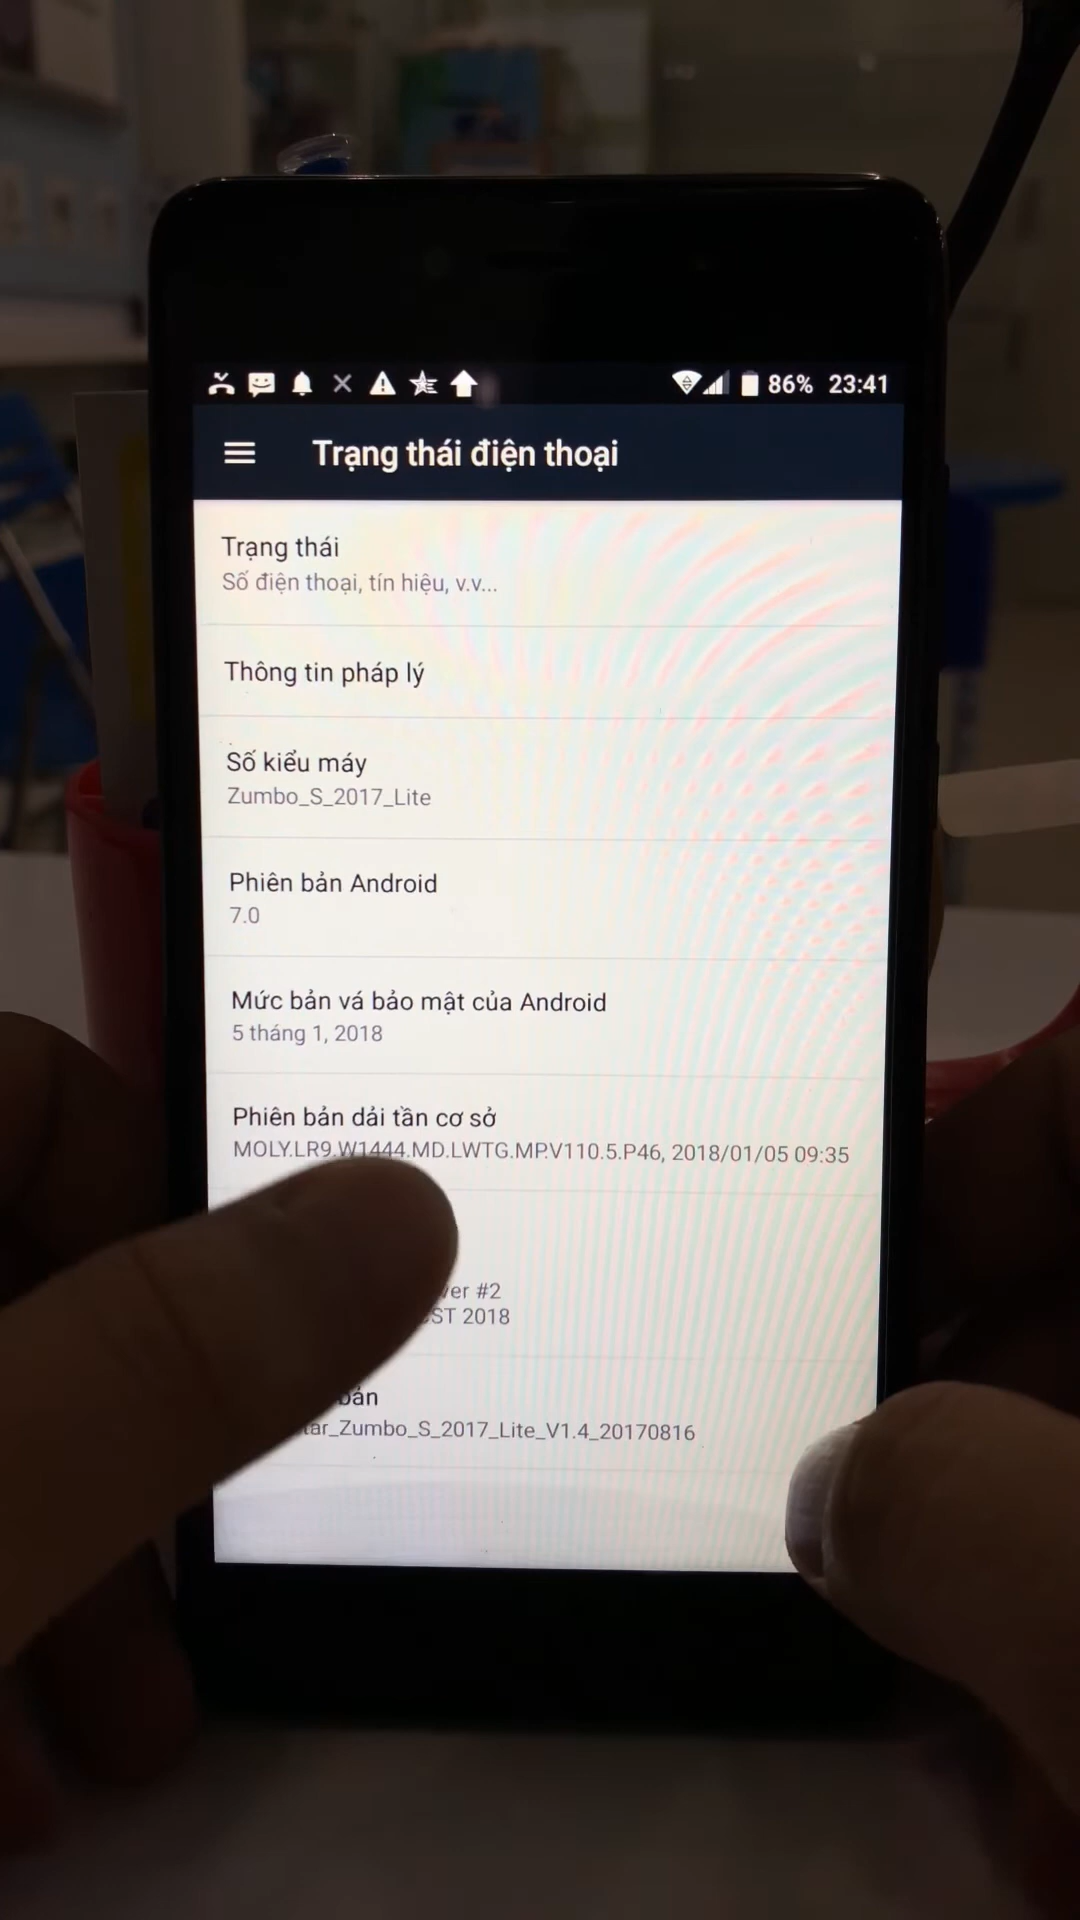 86% 23:41
Trạng thái điện thoại
Trạng thái
Số điện thoại, tín hiệu, v.v...
Thông tin pháp lý
Số kiểu máy
Zumbo_S_2017_Lite
Phiên bản Android
7.0
Mức bản vá bảo mật của Android
5 tháng 1, 2018
Phiên bản dải tần cơ sở
MOLY.LR9.W1444.MD.LWTG.MP.V110.5.P46, 2018/01/05 09:35
#2
2018
bản
Zumbo_S_2017_Lite_V1.4_20170816